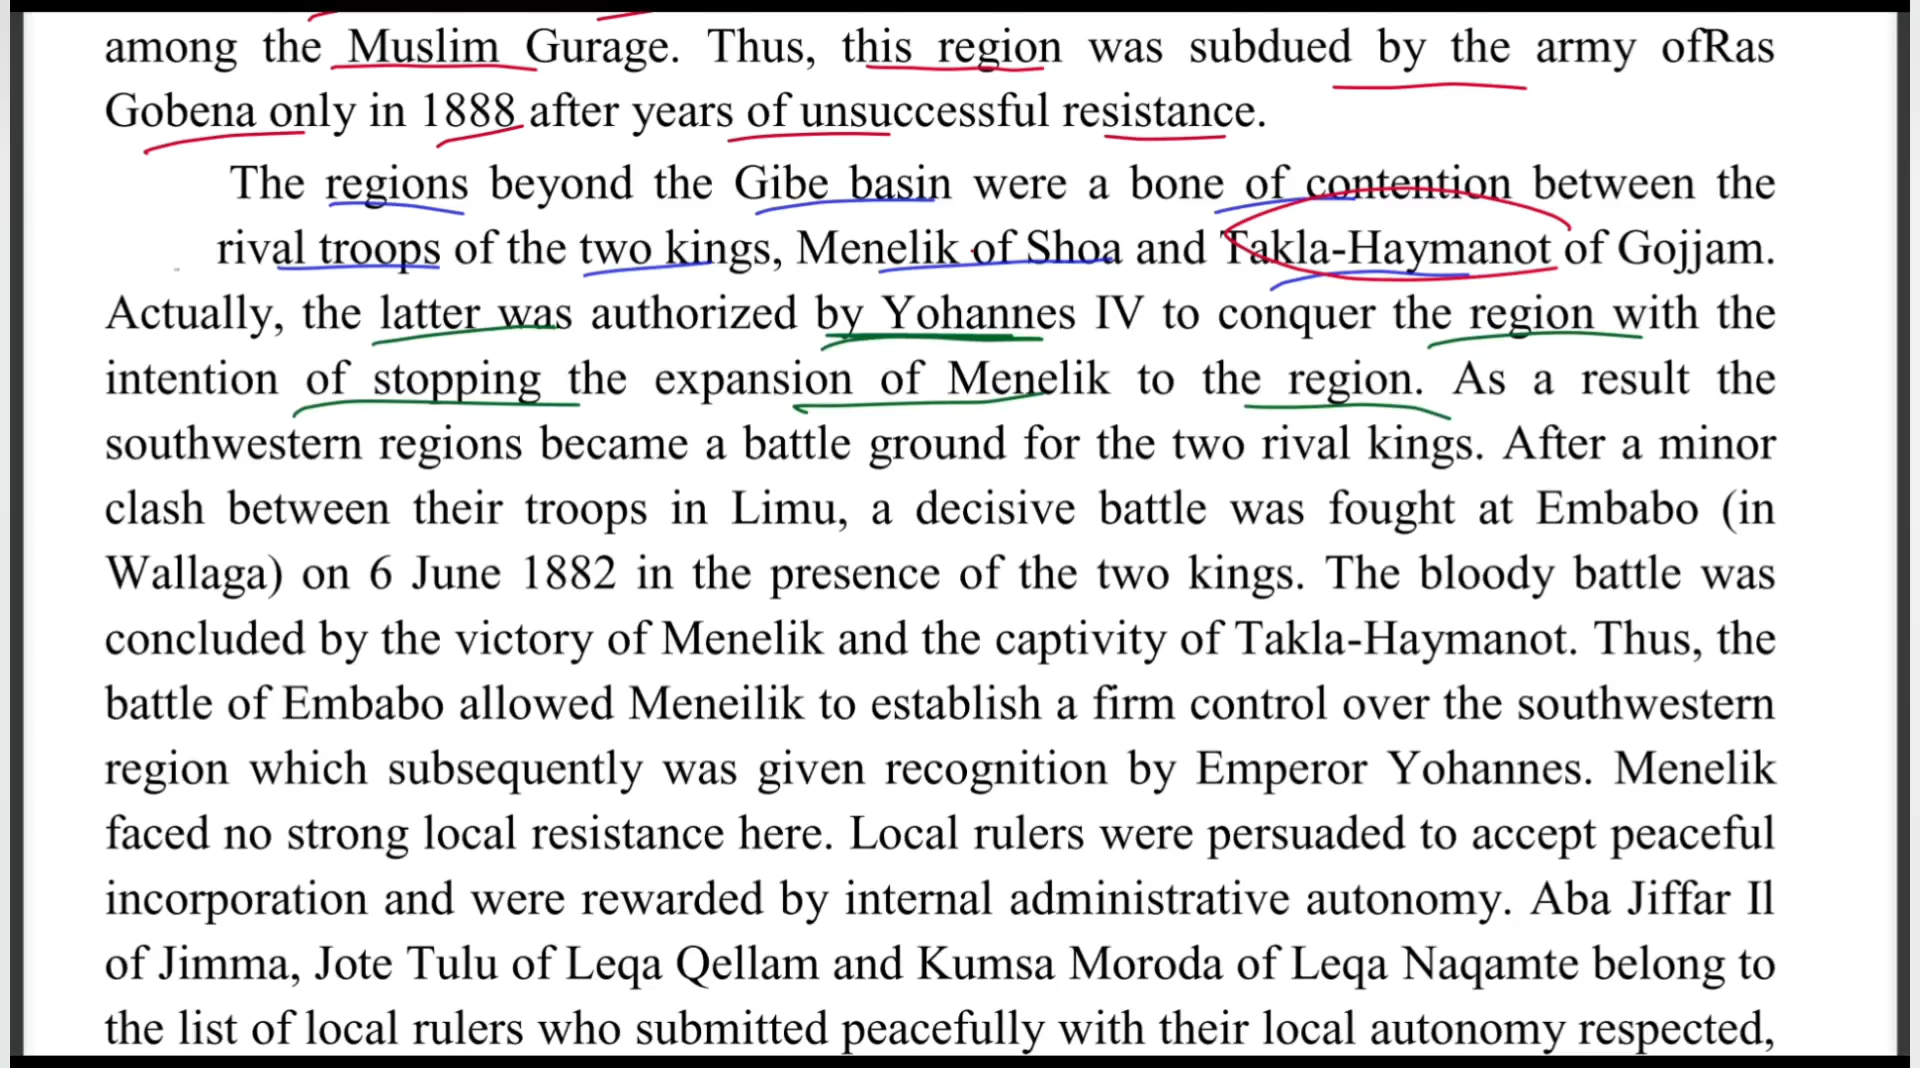 among the Muslim Gurage. Thus, this region was subdued by the army ofRas
Gobena only in 1888 after years of unsuccessful resistance.
The regions beyond the Gibe basin were a bone of contention between the
rival troops of the two kings, Menelik of Shoa and Takla-Haymanot of Gojjam.
Actually, the latter was authorized by Yohannes IV to conquer the region with the
intention of stopping the expansion of Menelik to the region. As a result the
southwestern regions became a battle ground for the two rival kings. After a minor
clash between their troops in Limu, a decisive battle was fought at Embabo (in
Wallaga) on 6 June 1882 in the presence of the two kings. The bloody battle was
concluded by the victory of Menelik and the captivity of Takla-Haymanot. Thus, the
battle of Embabo allowed Meneilik to establish a firm control over the southwestern
region which subsequently was given recognition by Emperor Yohannes. Menelik
faced no strong local resistance here. Local rulers were persuaded to accept peaceful
incorporation and were rewarded by internal administrative autonomy. Aba Jiffar Il
of Jimma, Jote Tulu of Leqa Qellam and Kumsa Moroda of Leqa Naqamte belong to
the list of local rulers who submitted peacefully with their local autonomy respected,